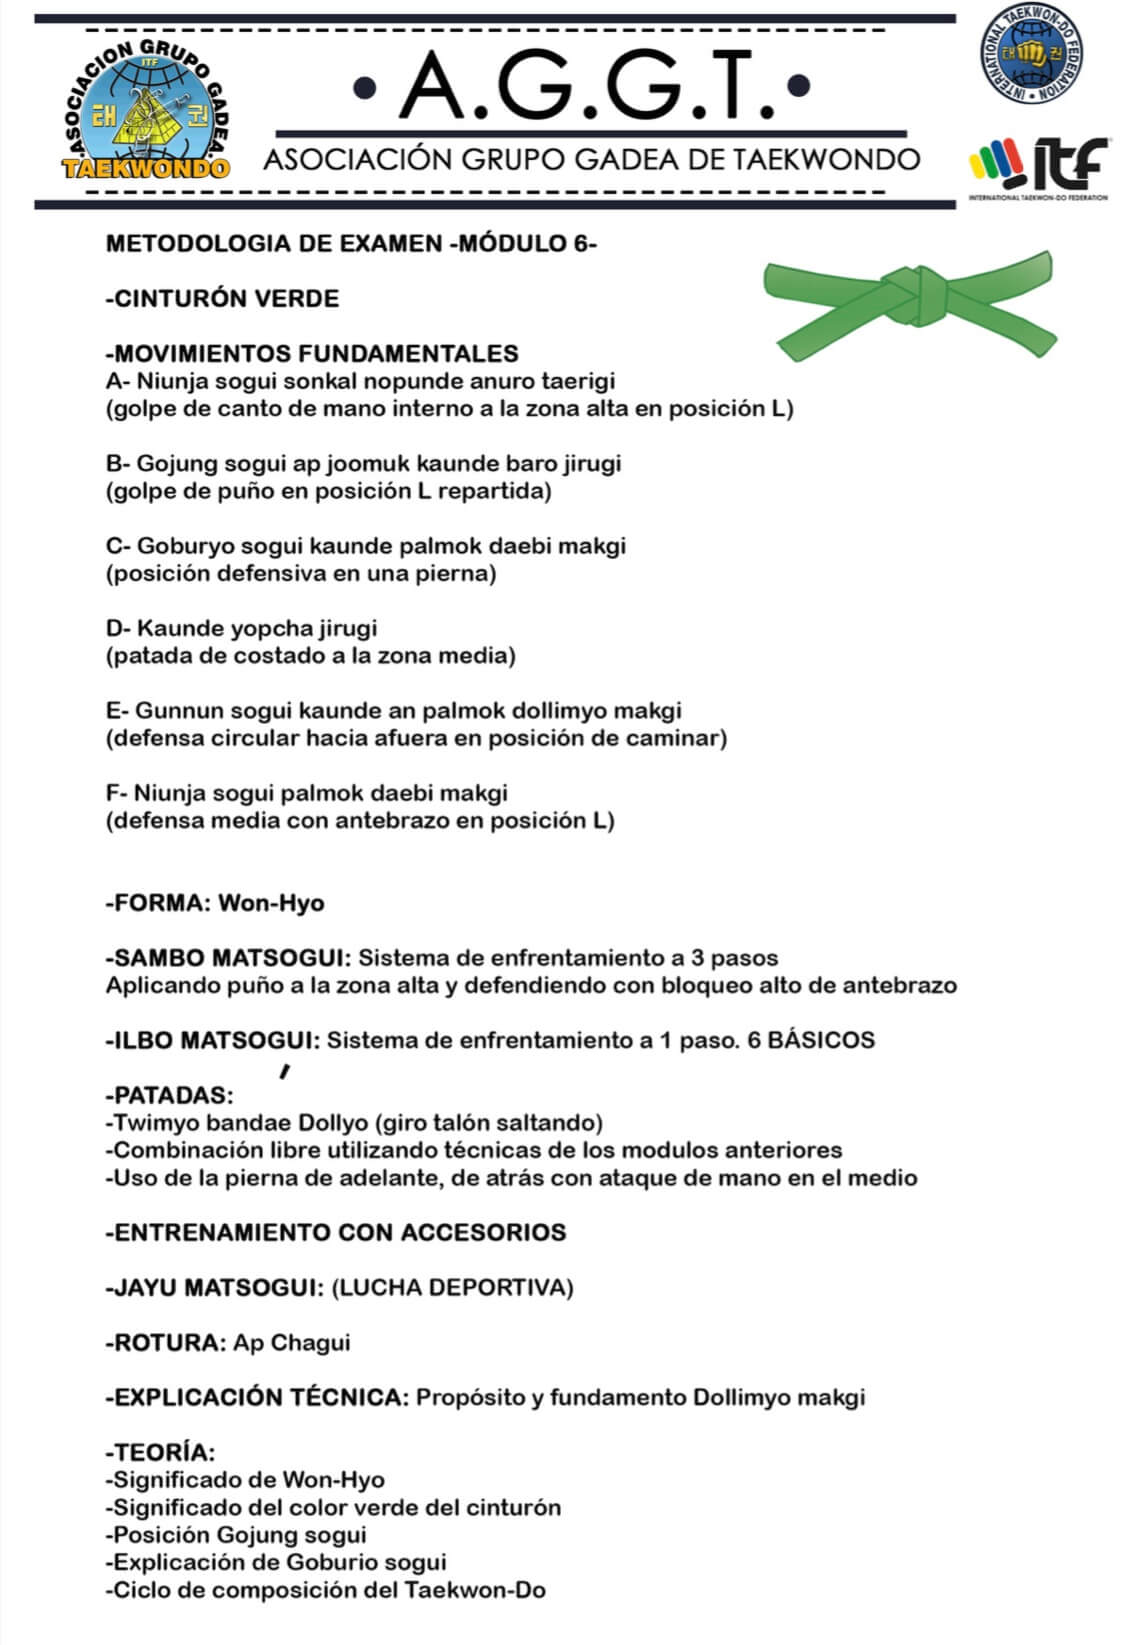 ASOCIACION GRUPO GADEA
ITF
태 권
TAEKWONDO
• A.G.G.T. •
ASOCIACIÓN GRUPO GADEA DE TAEKWONDO
INTERNATIONAL TAEKWON-DO FEDERATION •
태 권
itf
INTERNATIONAL TAEKWON-DO FEDERATION
METODOLOGIA DE EXAMEN -MÓDULO 6-
-CINTURÓN VERDE
-MOVIMIENTOS FUNDAMENTALES
A- Niunja sogui sonkal nopunde anuro taerigi
(golpe de canto de mano interno a la zona alta en posición L)
B- Gojung sogui ap joomuk kaunde baro jirugi
(golpe de puño en posición L repartida)
C- Goburyo sogui kaunde palmok daebi makgi
(posición defensiva en una pierna)
D- Kaunde yopcha jirugi
(patada de costado a la zona media)
E- Gunnun sogui kaunde an palmok dollimyo makgi
(defensa circular hacia afuera en posición de caminar)
F- Niunja sogui palmok daebi makgi
(defensa media con antebrazo en posición L)
-FORMA: Won-Hyo
-SAMBO MATSOGUI: Sistema de enfrentamiento a 3 pasos
Aplicando puño a la zona alta y defendiendo con bloqueo alto de antebrazo
-ILBO MATSOGUI: Sistema de enfrentamiento a 1 paso. 6 BÁSICOS
-PATADAS:
-Twimyo bandae Dollyo (giro talón saltando)
-Combinación libre utilizando técnicas de los modulos anteriores
-Uso de la pierna de adelante, de atrás con ataque de mano en el medio
-ENTRENAMIENTO CON ACCESORIOS
-JAYU MATSOGUI: (LUCHA DEPORTIVA)
-ROTURA: Ap Chagui
-EXPLICACIÓN TÉCNICA: Propósito y fundamento Dollimyo makgi
-TEORÍA:
-Significado de Won-Hyo
-Significado del color verde del cinturón
-Posición Gojung sogui
-Explicación de Goburio sogui
-Ciclo de composición del Taekwon-Do